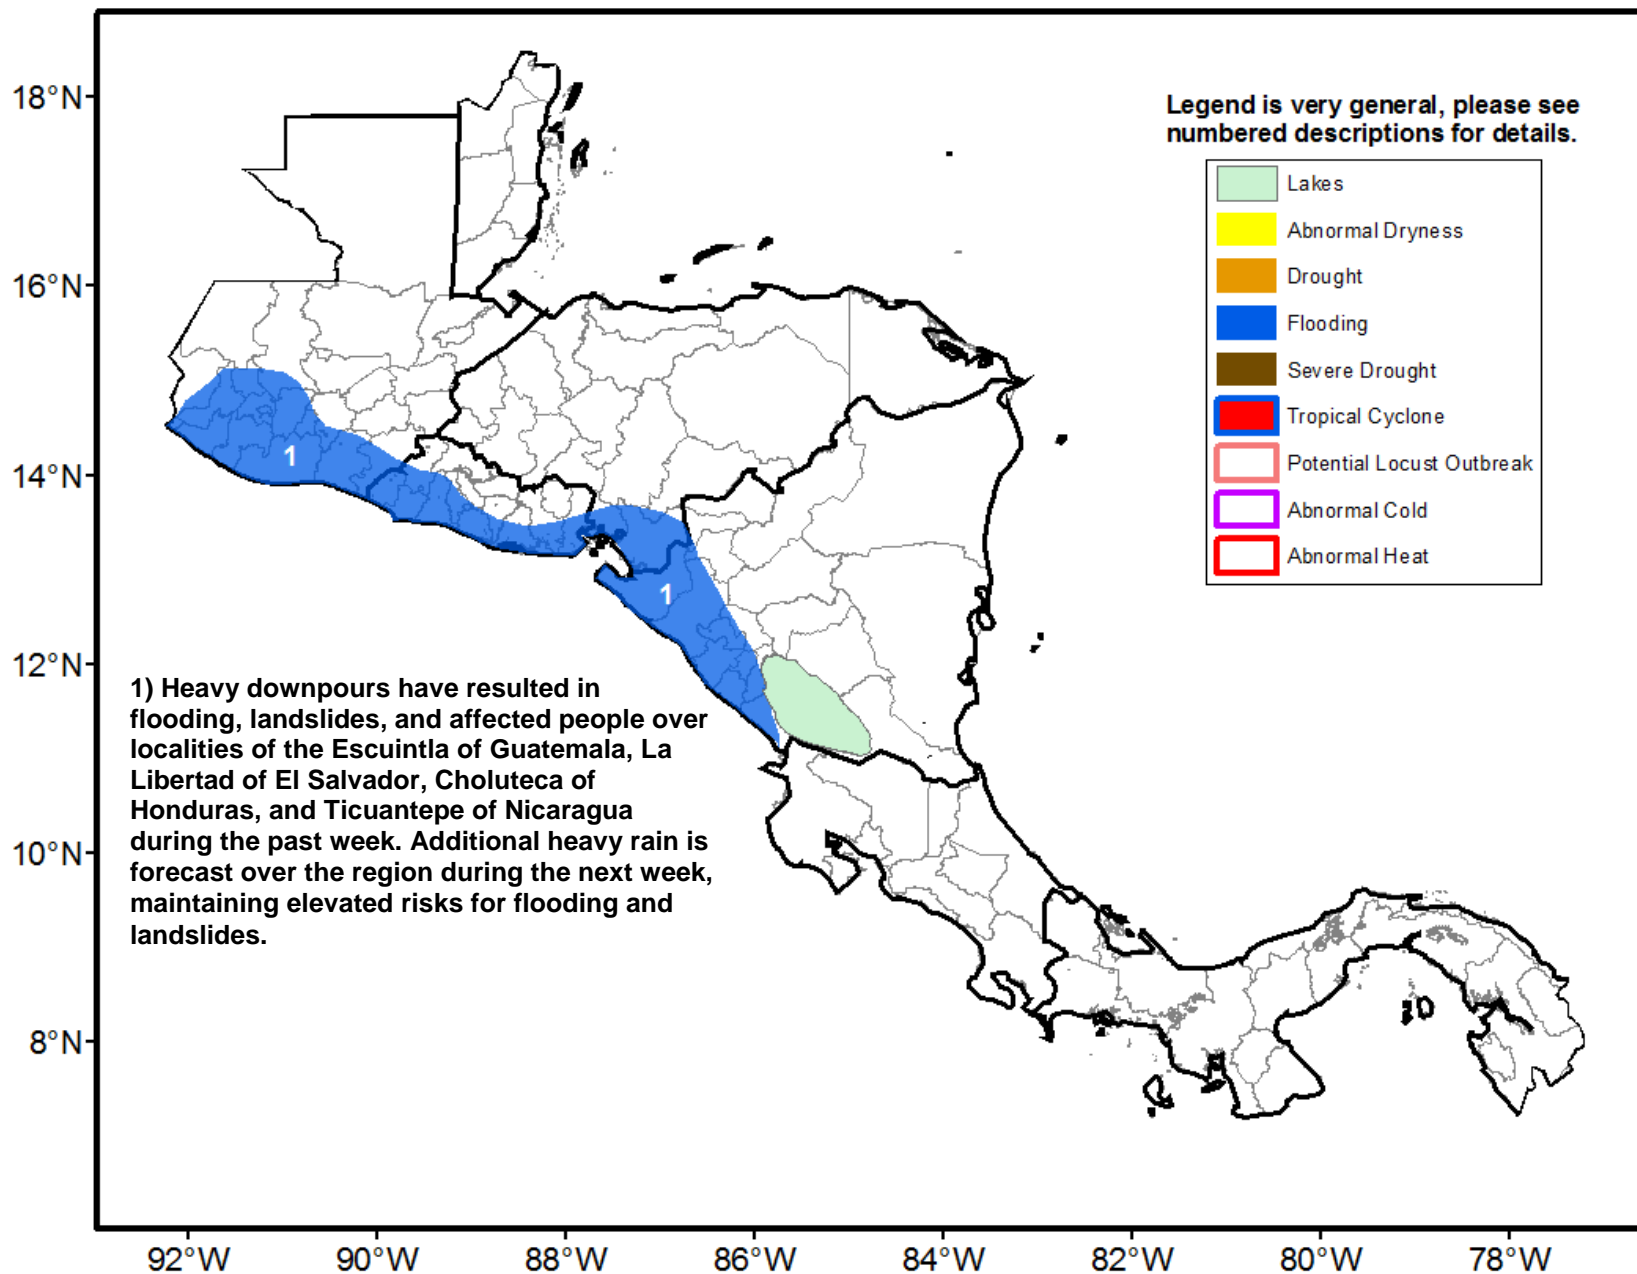 18°N
16°N
14°N
12°N
10°N
8°N
Legend is very general, please see
numbered descriptions for details.
Lakes
Abnormal Dryness
Drought
Flooding
Severe Drought
Tropical Cyclone
Potential Locust Outbreak
Abnormal Cold
Abnormal Heat
1
1
1) Heavy downpours have resulted in
flooding, landslides, and affected people over
localities of the Escuintla of Guatemala, La
Libertad of El Salvador, Choluteca of
Honduras, and Ticuantepe of Nicaragua
during the past week. Additional heavy rain is
forecast over the region during the next week,
maintaining elevated risks for flooding and
landslides.
92°W
90°W
88°W
86°W
84°W
82°W
80°W
78°W